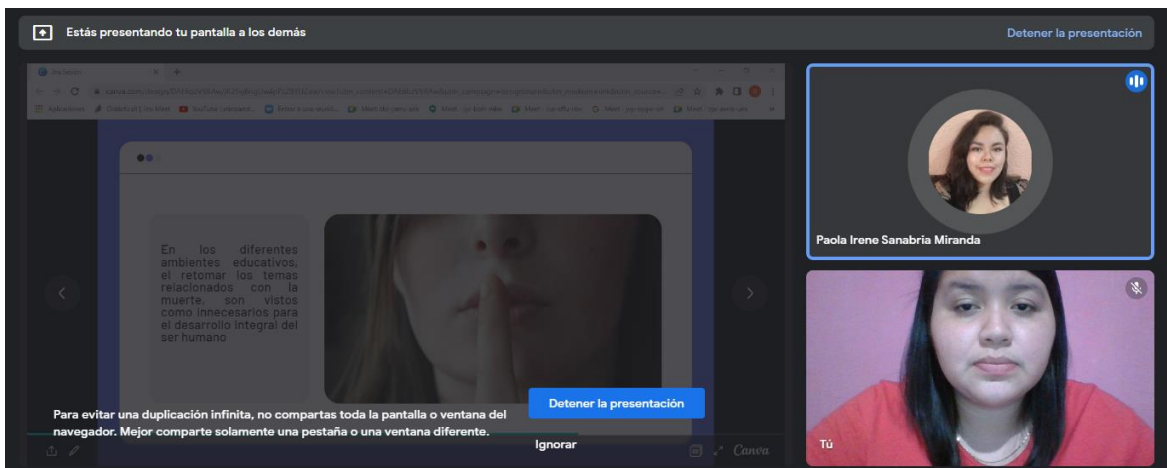 Estás presentando tu pantalla a los demás
Detener la presentación
En los diferentes
ambientes educativos,
el retomar los temas
relacionados con la
muerte, son vistos
como innecesarios para
el desarrollo integral del
ser humano
Para evitar una duplicación infinita, no compartas toda la pantalla o ventana del
navegador. Mejor comparte solamente una pestaña o una ventana diferente.
Detener la presentación
Ignorar
Canva
Paola Irene Sanabria Miranda
Tú